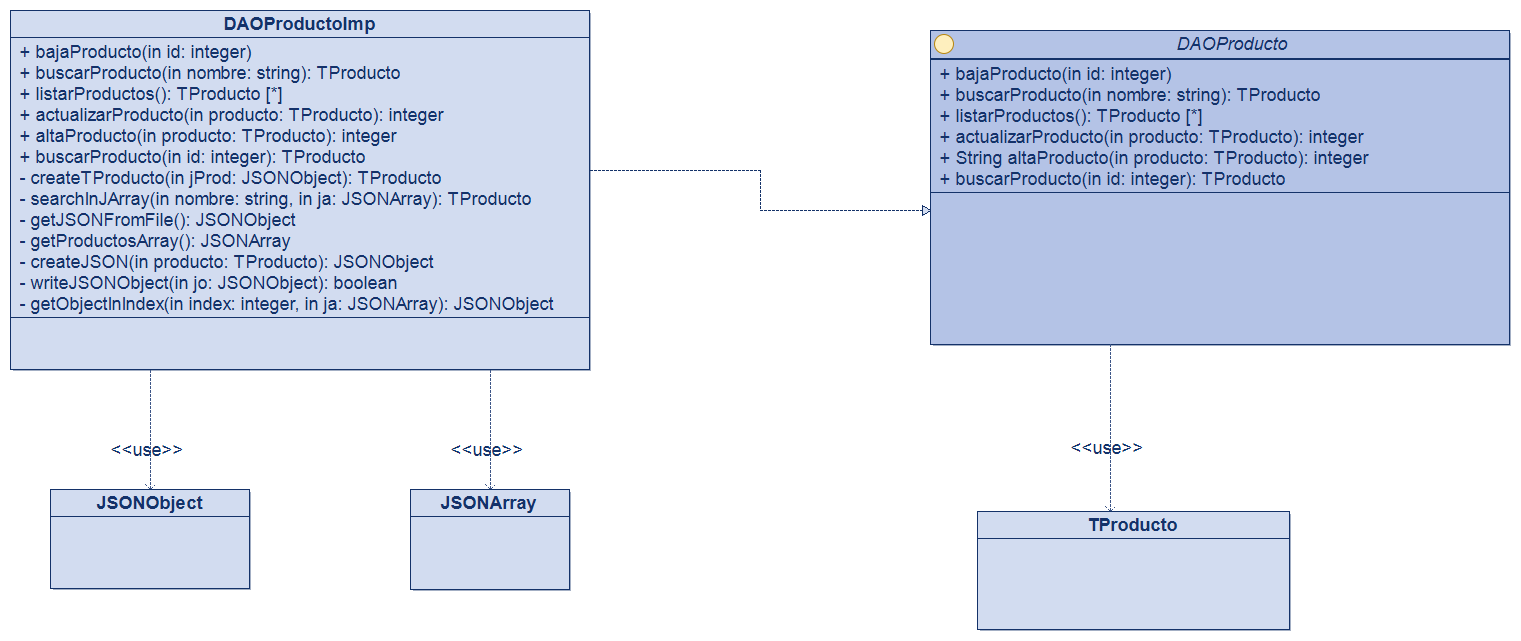 DAOProductoImp
+ bajaProducto(in id: integer)
+ buscarProducto(in nombre: string): TProducto
+ listarProductos(): TProducto [*]
+ actualizarProducto(in producto: TProducto): integer
+ altaProducto(in producto: TProducto): integer
+ buscarProducto(in id: integer): TProducto
- createTProducto(in jProd: JSONObject): TProducto
- searchInJArray(in nombre: string, in ja: JSONArray): TProducto
- getJSONFromFile(): JSONObject
- getProductosArray(): JSONArray
- createJSON(in producto: TProducto): JSONObject
- writeJSONObject(in jo: JSONObject): boolean
- getObjectInIndex(in index: integer, in ja: JSONArray): JSONObject
DAOProducto
+ bajaProducto(in id: integer)
+ buscarProducto(in nombre: string): TProducto
+ listarProductos(): TProducto [*]
+ actualizarProducto(in producto: TProducto): integer
+ String altaProducto(in producto: TProducto): integer
+ buscarProducto(in id: integer): TProducto
<<use>>
<<use>>
<<use>>
JSONObject
JSONArray
TProducto